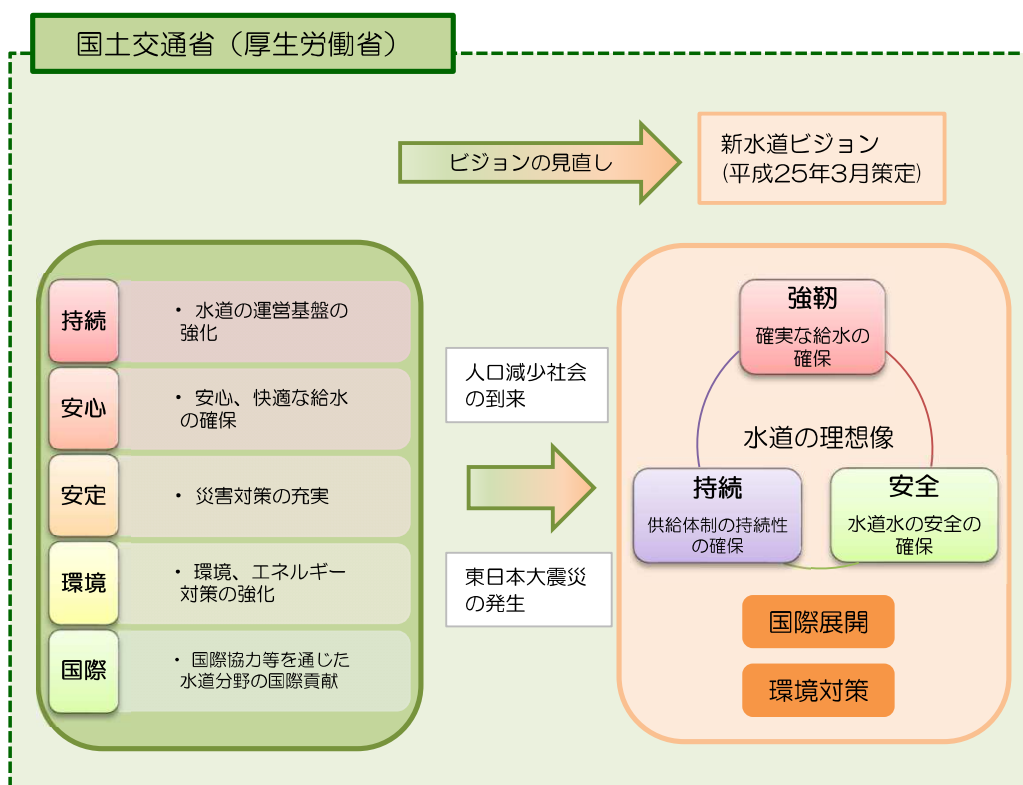 国土交通省（厚生労働省）
ビジョンの見直し
新水道ビジョン
(平成25年3月策定)
持続
・ 水道の運営基盤の
強化
安心
・ 安心、快適な給水
の確保
安定
・ 災害対策の充実
環境
・ 環境、エネルギー
対策の強化
国際
・ 国際協力等を通じた
水道分野の国際貢献
人口減少社会
の到来
東日本大震災
の発生
強靭
確実な給水の
確保
水道の理想像
持続
供給体制の持続性
の確保
安全
水道水の安全の
確保
国際展開
環境対策